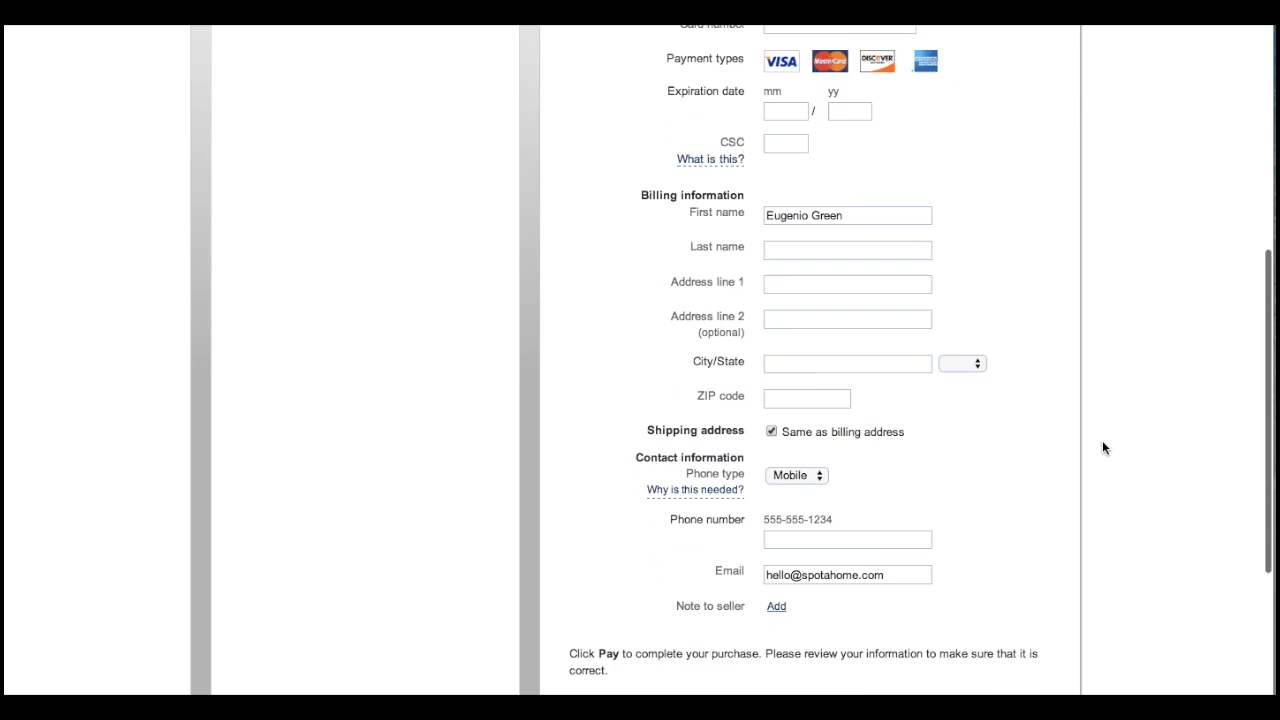 Card number
Payment types VISA MasterCard DISCOVER
Expiration date mm yy
/
CSC
What is this?
Billing information
First name Eugenio Green
Last name
Address line 1
Address line 2
(optional)
City/State
ZIP code
Shipping address Same as billing address
Contact information
Phone type Mobile
Why is this needed?
Phone number 555-555-1234
Email hello@spotahome.com
Note to seller Add
Click Pay to complete your purchase. Please review your information to make sure that it is
correct.